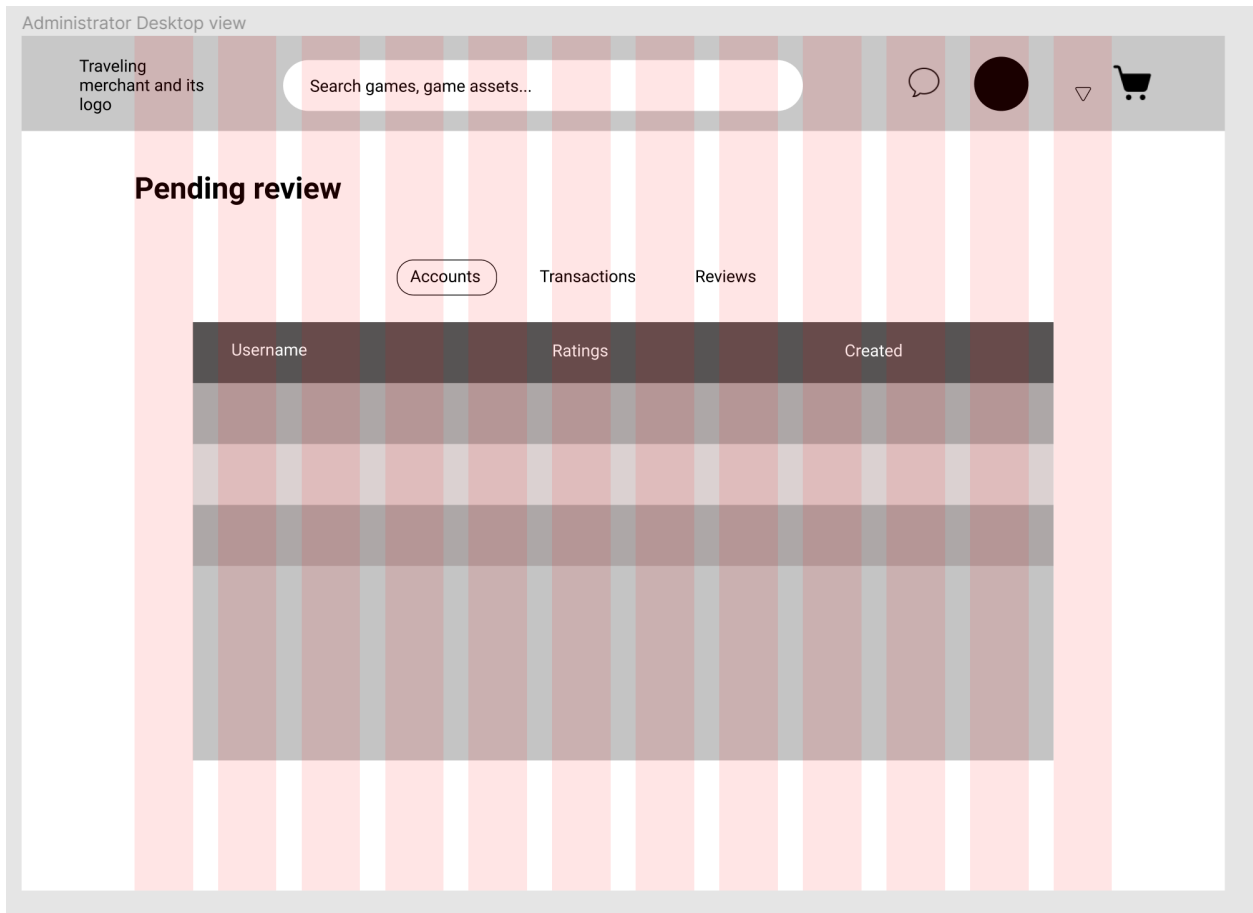 Administrator Desktop view
Traveling
merchant and its
logo
Search games, game assets...
Pending review
Accounts Transactions Reviews
Username Ratings Created